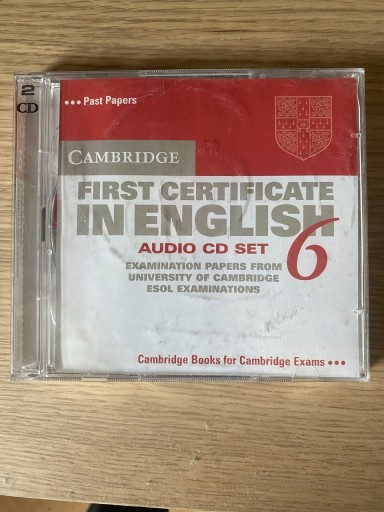 2
CD
●●● Past Papers
CAMBRIDGE
FIRST CERTIFICATE
IN ENGLISH
6
AUDIO CD SET
EXAMINATION PAPERS FROM
UNIVERSITY OF CAMBRIDGE
ESOL EXAMINATIONS
Cambridge Books for Cambridge Exams ●●●